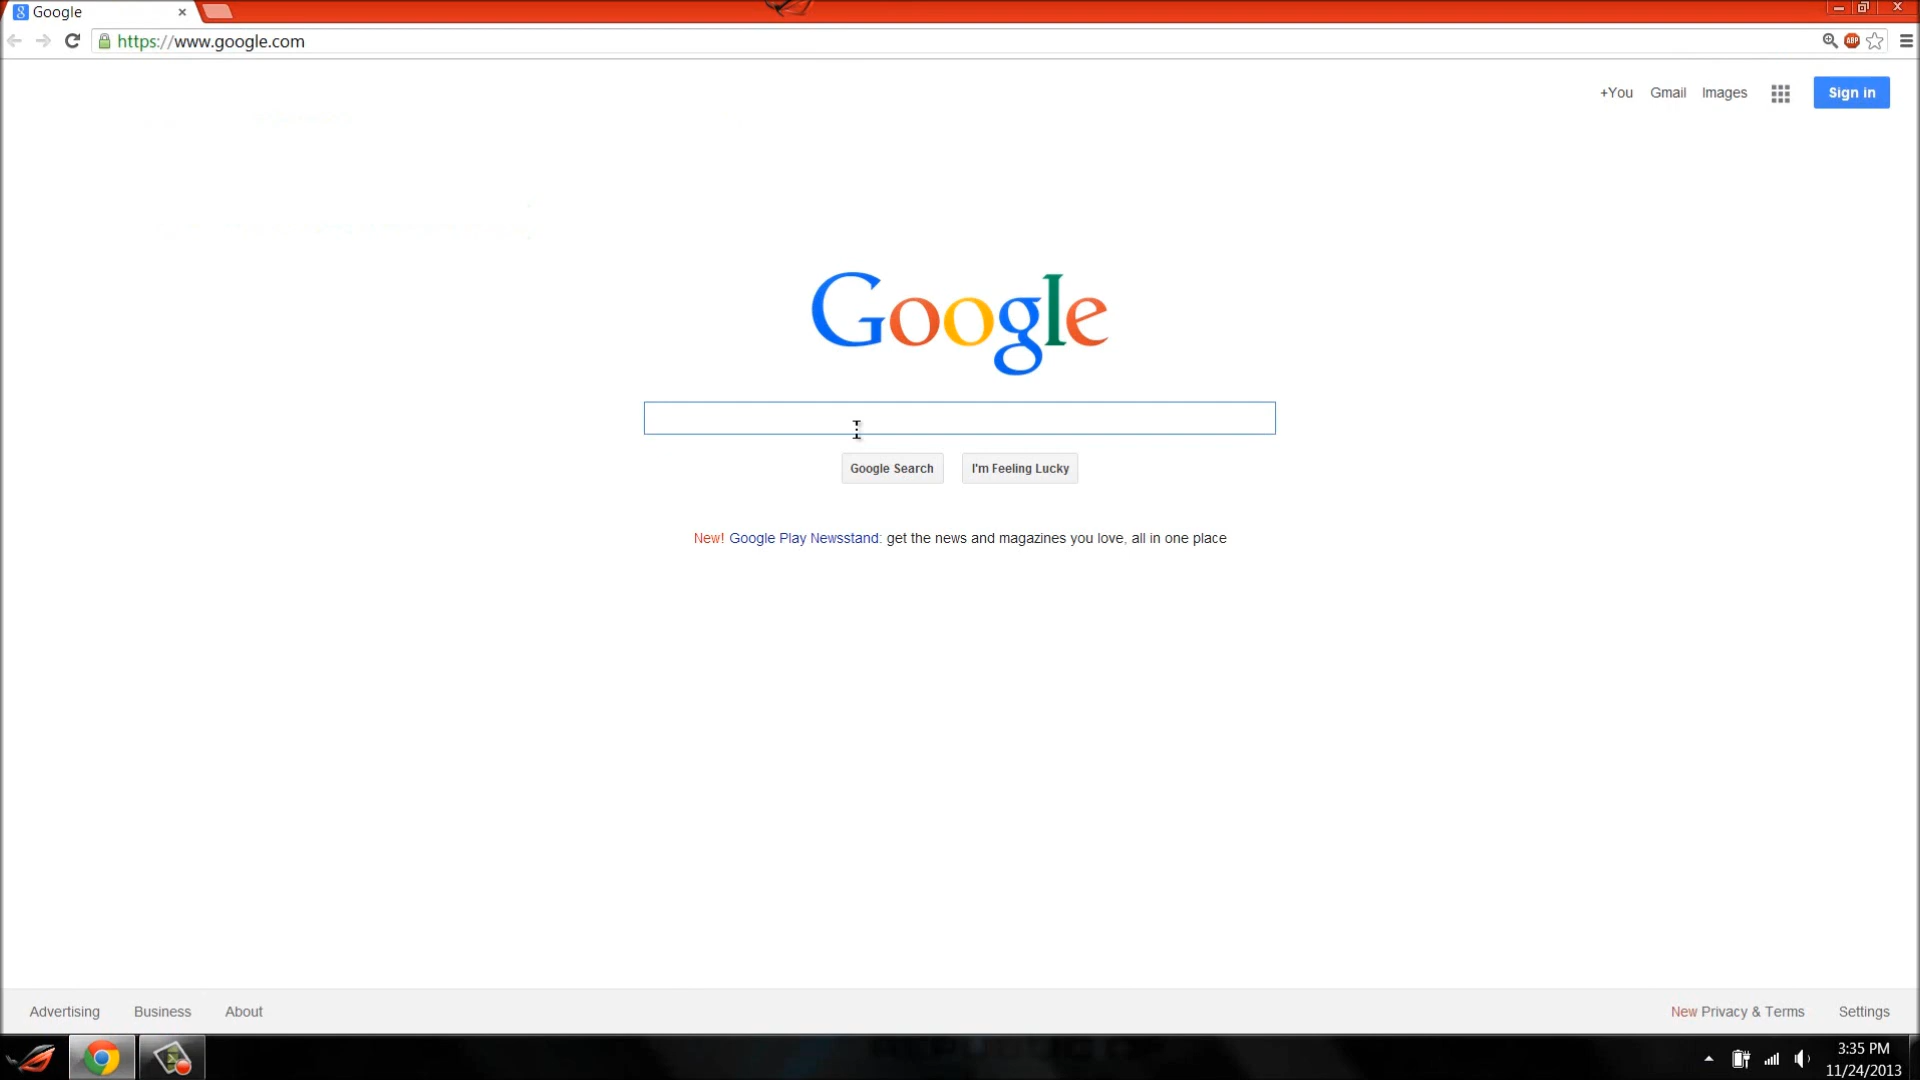 Google
https://www.google.com
ABP
+You Gmail Images Sign in
Google
Google Search I'm Feeling Lucky
New! Google Play Newsstand: get the news and magazines you love, all in one place
Advertising Business About New Privacy & Terms Settings
3:35 PM
11/24/2013